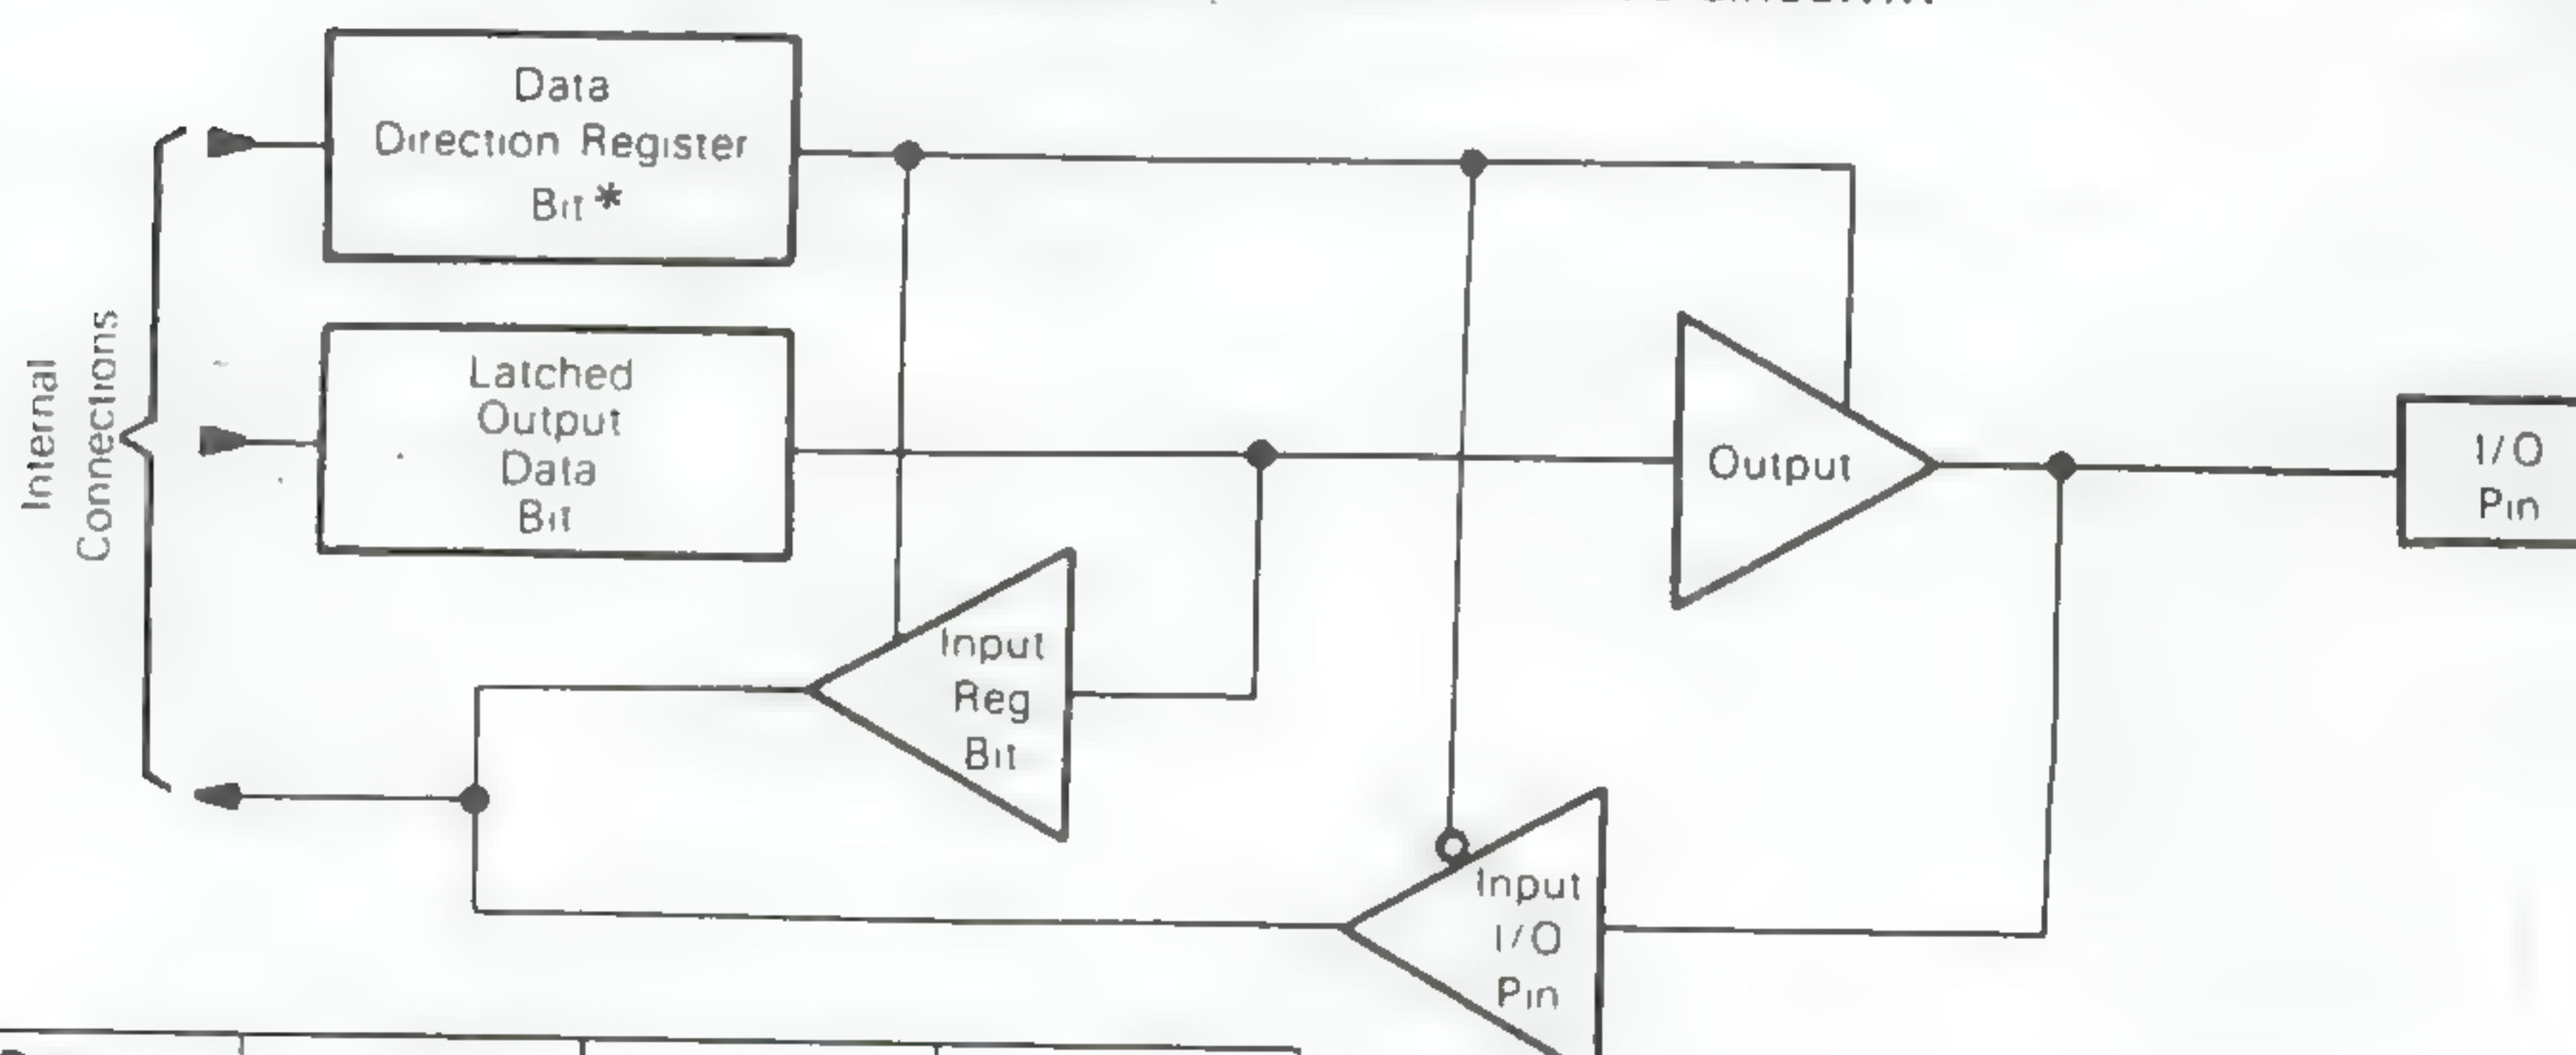 Data
Direction Register
Bit*
Internal
Connections
Latched
Output
Data
Bit
Output
I/O
Pin
Input
Reg
Bit
Input
I/O
Pin